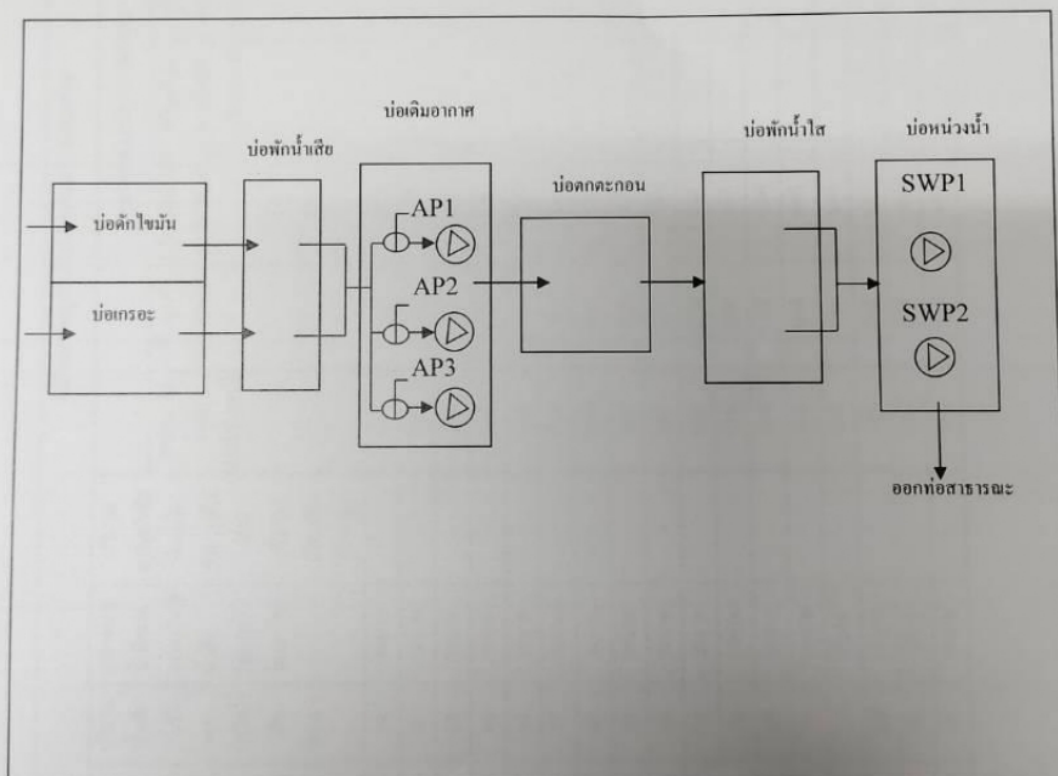 บ่อดักไขมัน
บ่อเกรอะ
บ่อพักน้ำเสีย
บ่อเติมอากาศ
AP1
AP2
AP3
บ่อตกตะกอน
บ่อพักน้ำใส
บ่อหน่วงน้ำ
SWP1
SWP2
ออกท่อสาธารณะ